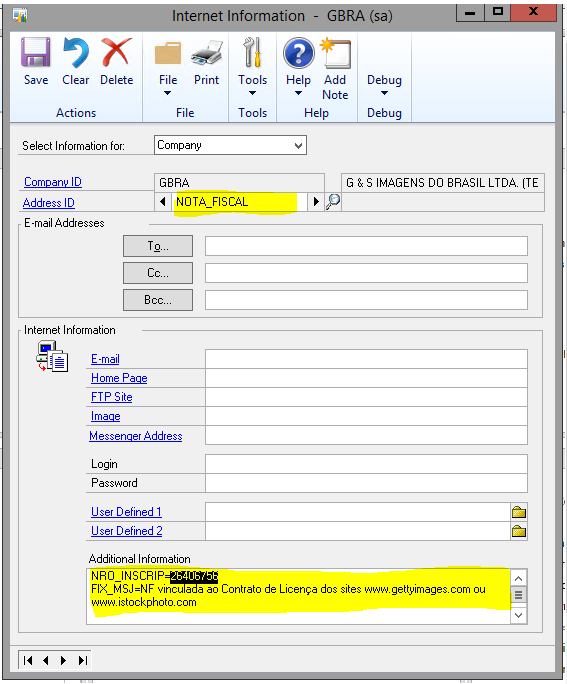 Internet Information - GBRA (sa)
Save Clear Delete File Print Tools Help Add Note Debug
Actions File Tools Help Debug
Select Information for: Company
Company ID GBRA G & S IMAGENS DO BRASIL LTDA. (TE
Address ID NOTA_FISCAL
E-mail Addresses
To...
Cc...
Bcc...
Internet Information
E-mail
Home Page
FTP Site
Image
Messenger Address
Login
Password
User Defined 1
User Defined 2
Additional Information
NRO_INSCRIP=26406756
FIX_MSJ=NF vinculada ao Contrato de Licença dos sites www.gettyimages.com ou
www.istockphoto.com